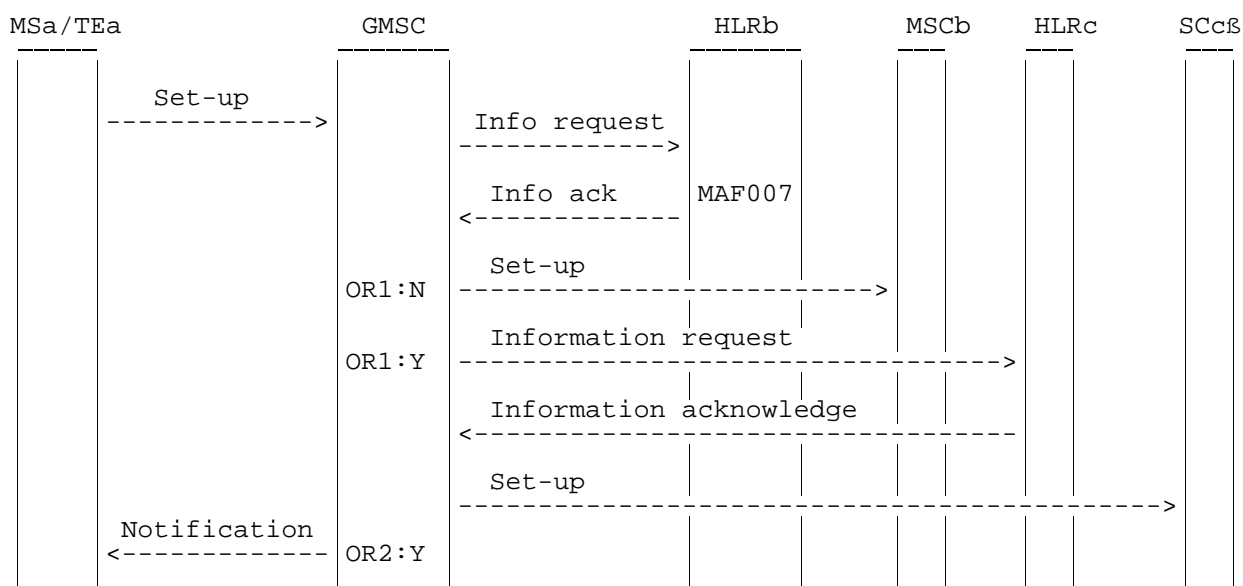 MSa/TEa GMSC HLRb MSCb HLRc SCcß
Set-up
Info request
Info ack MAF007
Set-up
OR1:N
Information request
OR1:Y
Information acknowledge
Set-up
Notification
OR2:Y